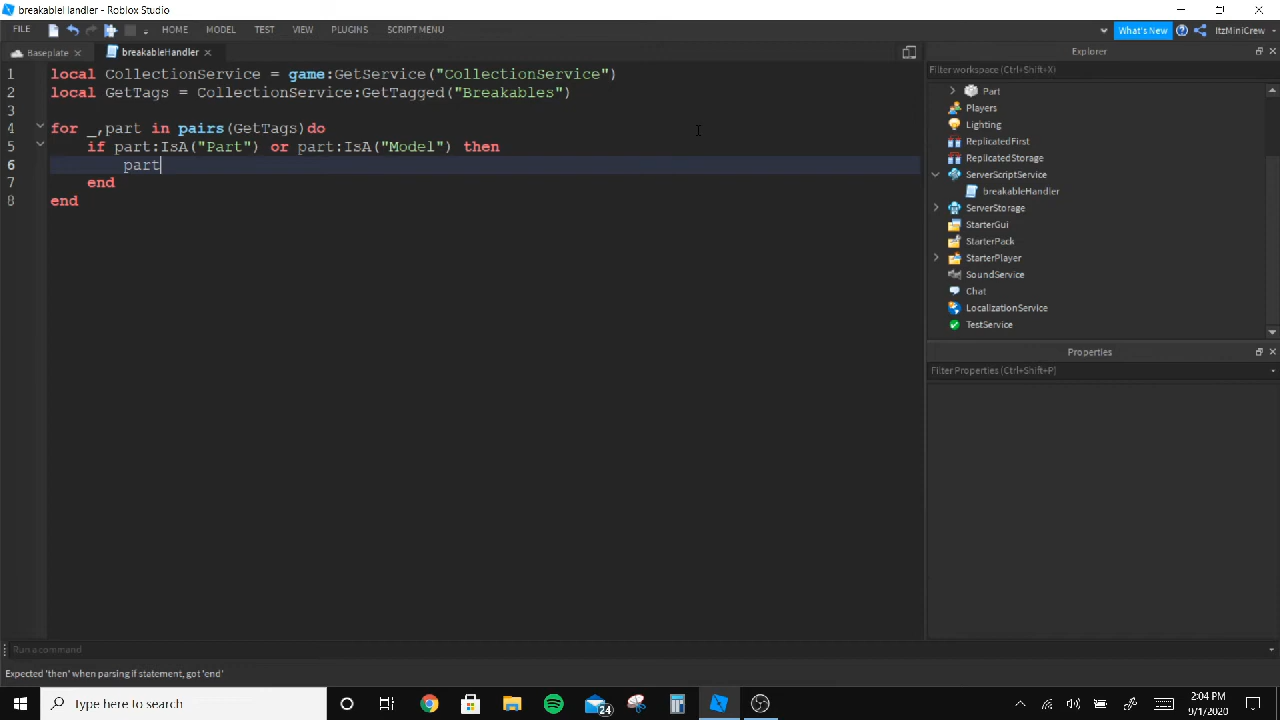 breakableHandler - Roblox Studio
FILE HOME MODEL TEST VIEW PLUGINS SCRIPT MENU What's New ItzMiniCrew
Baseplate × breakableHandler ×
1 local CollectionService = game:GetService("CollectionService")
2 local GetTags = CollectionService:GetTagged("Breakables")
3
4 for _,part in pairs(GetTags)do
5 if part:IsA("Part") or part:IsA("Model") then
6 part
7 end
8 end
Explorer
Filter workspace (Ctrl+Shift+X)
Part
Players
Lighting
ReplicatedFirst
ReplicatedStorage
ServerScriptService
breakableHandler
ServerStorage
StarterGui
StarterPack
StarterPlayer
SoundService
Chat
LocalizationService
TestService
Properties
Filter Properties (Ctrl+Shift+P)
Run a command
Expected 'then' when parsing if statement, got 'end'
Type here to search
24
2:04 PM
9/1/2020